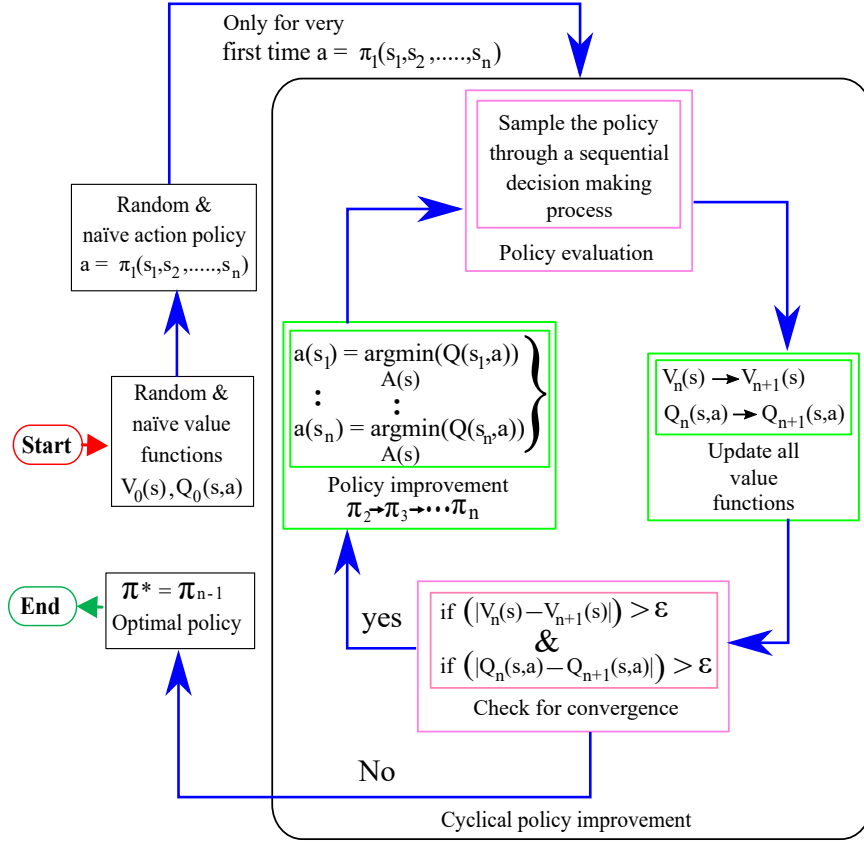 Only for very
first time a = π₁(s₁,s₂,.....,sₙ)
Sample the policy
through a sequential
decision making
process
Policy evaluation
Random &
naïve action policy
a = π₁(s₁,s₂,.....,sₙ)
a(s₁) = argmin(Q(s₁,a))
A(s)
⋮ ⋮
a(sₙ) = argmin(Q(sₙ,a))
A(s)
Policy improvement
π₂→π₃→···πₙ
Vₙ(s)→Vₙ₊₁(s)
Qₙ(s,a)→Qₙ₊₁(s,a)
Update all
value
functions
Start
Random &
naïve value
functions
V₀(s),Q₀(s,a)
End
π* = πₙ₋₁
Optimal policy
yes
if (|Vₙ(s)−Vₙ₊₁(s)|) > ε
&
if (|Qₙ(s,a)−Qₙ₊₁(s,a)|) > ε
Check for convergence
No
Cyclical policy improvement